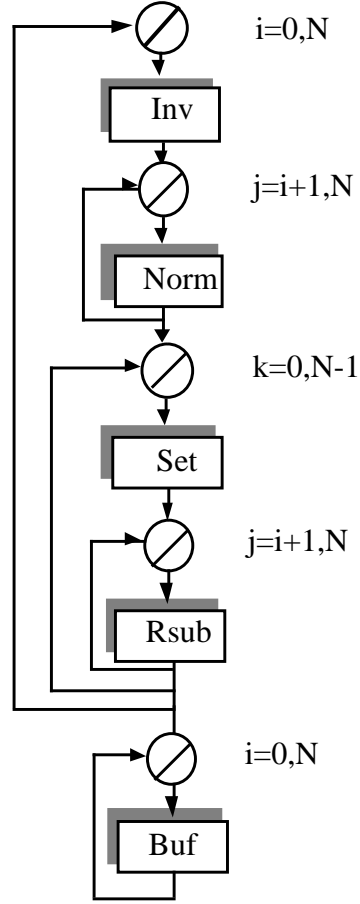 i=0,N
Inv
j=i+1,N
Norm
k=0,N-1
Set
j=i+1,N
Rsub
i=0,N
Buf